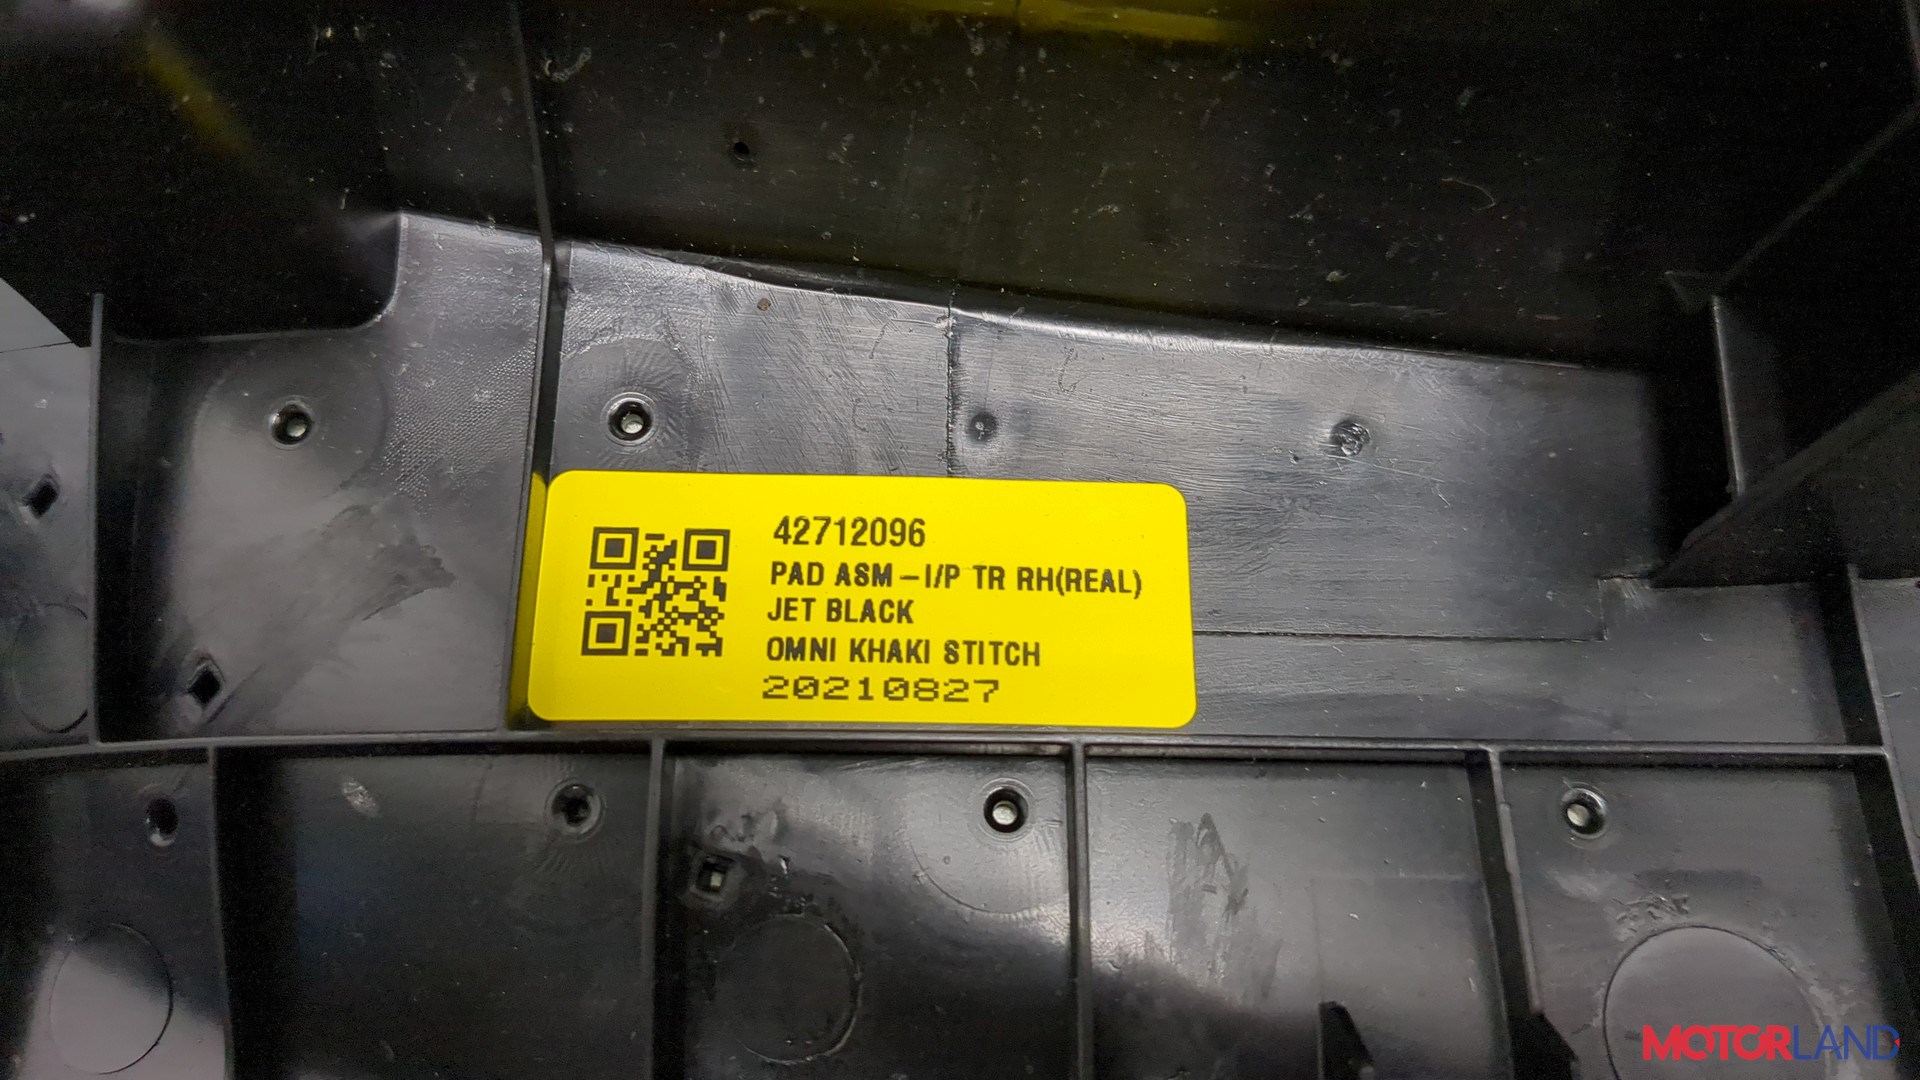 42712096
PAD ASM-I/P TR RH(REAL)
JET BLACK
OMNI KHAKI STITCH
20210827
MOTORLAND